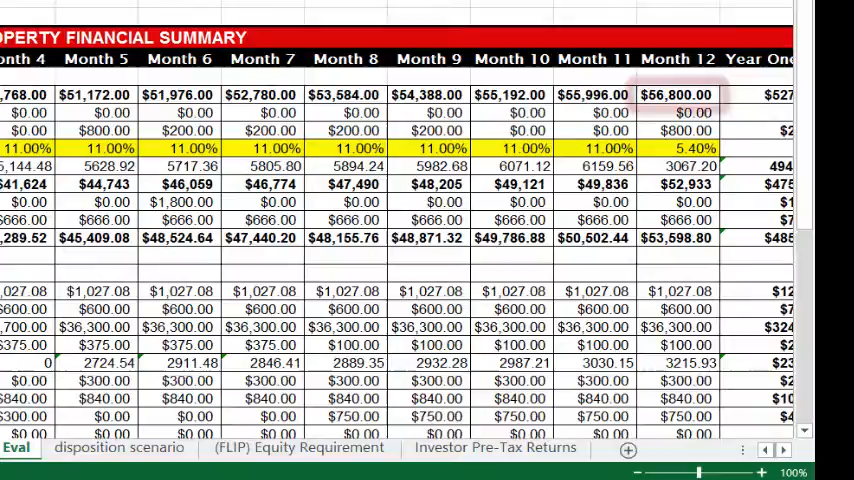 OPERTY FINANCIAL SUMMARY
onth 4 Month 5 Month 6 Month 7 Month 8 Month 9 Month 10 Month 11 Month 12 Year One
,768.00 $51,172.00 $51,976.00 $52,780.00 $53,584.00 $54,388.00 $55,192.00 $55,996.00 $56,800.00 $527
$0.00 $0.00 $0.00 $0.00 $0.00 $0.00 $0.00 $0.00 $0.00
$0.00 $800.00 $200.00 $200.00 $200.00 $200.00 $0.00 $0.00 $800.00 $2
11.00% 11.00% 11.00% 11.00% 11.00% 11.00% 11.00% 11.00% 5.40%
5,144.48 5628.92 5717.36 5805.80 5894.24 5982.68 6071.12 6159.56 3067.20 494
$41,624 $44,743 $46,059 $46,774 $47,490 $48,205 $49,121 $49,836 $52,933 $475
$0.00 $0.00 $1,800.00 $0.00 $0.00 $0.00 $0.00 $0.00 $0.00 $1
$666.00 $666.00 $666.00 $666.00 $666.00 $666.00 $666.00 $666.00 $666.00 $7
,289.52 $45,409.08 $48,524.64 $47,440.20 $48,155.76 $48,871.32 $49,786.88 $50,502.44 $53,598.80 $485
,027.08 $1,027.08 $1,027.08 $1,027.08 $1,027.08 $1,027.08 $1,027.08 $1,027.08 $1,027.08 $12
$600.00 $600.00 $600.00 $600.00 $600.00 $600.00 $600.00 $600.00 $600.00 $7
,700.00 $36,300.00 $36,300.00 $36,300.00 $36,300.00 $36,300.00 $36,300.00 $36,300.00 $36,300.00 $324
$375.00 $375.00 $375.00 $375.00 $100.00 $100.00 $100.00 $100.00 $100.00 $2
0 2724.54 2911.48 2846.41 2889.35 2932.28 2987.21 3030.15 3215.93 $23
$0.00 $300.00 $300.00 $300.00 $300.00 $300.00 $300.00 $300.00 $300.00 $2
$840.00 $840.00 $840.00 $840.00 $840.00 $840.00 $840.00 $840.00 $840.00 $10
$300.00 $0.00 $0.00 $0.00 $750.00 $750.00 $750.00 $750.00 $750.00 $4
$0.00 $0.00 $0.00 $0.00 $0.00 $0.00 $0.00 $0.00 $0.00
Eval disposition scenario (FLIP) Equity Requirement Investor Pre-Tax Returns
100%